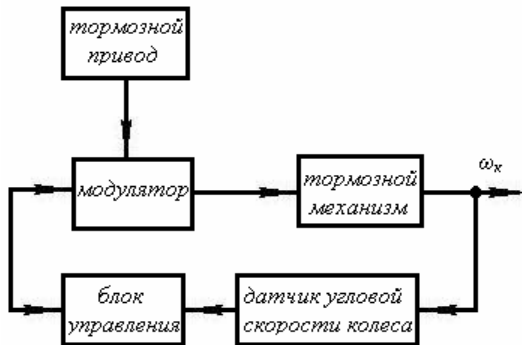 тормозной
привод
модулятор
тормозной
механизм
ωк
блок
управления
датчик угловой
скорости колеса